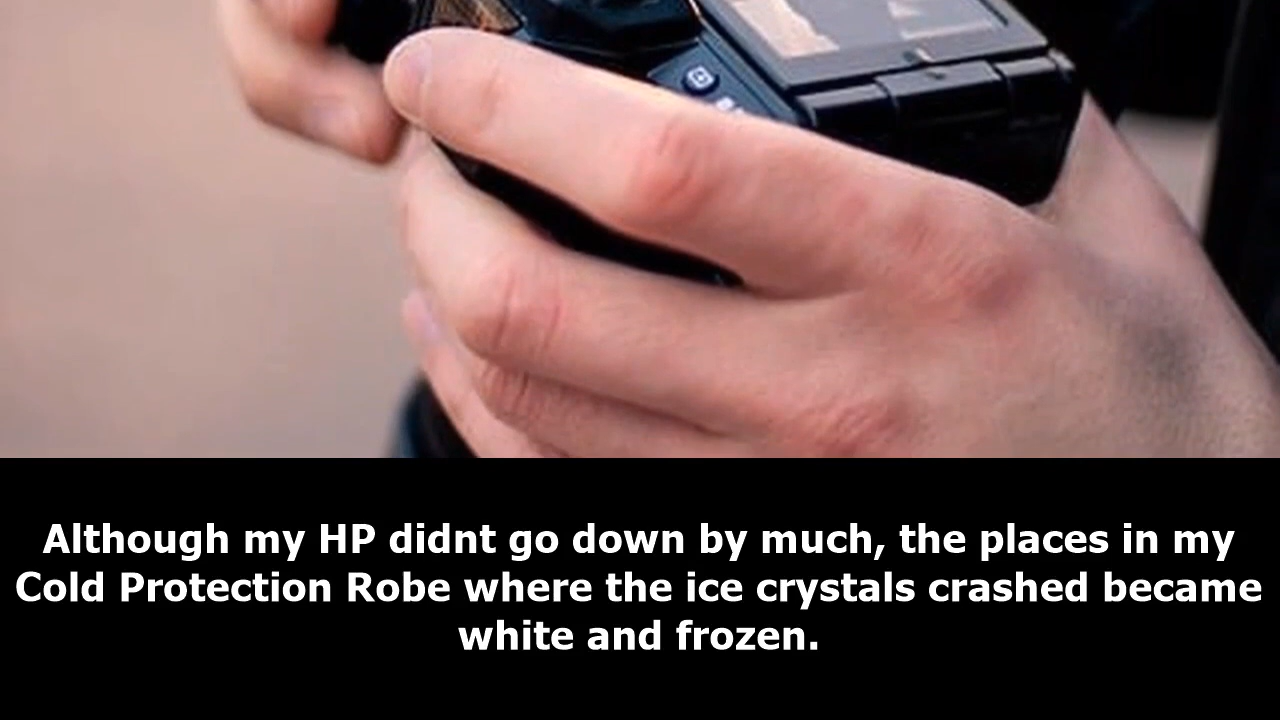 Although my HP didnt go down by much, the places in my
Cold Protection Robe where the ice crystals crashed became
white and frozen.